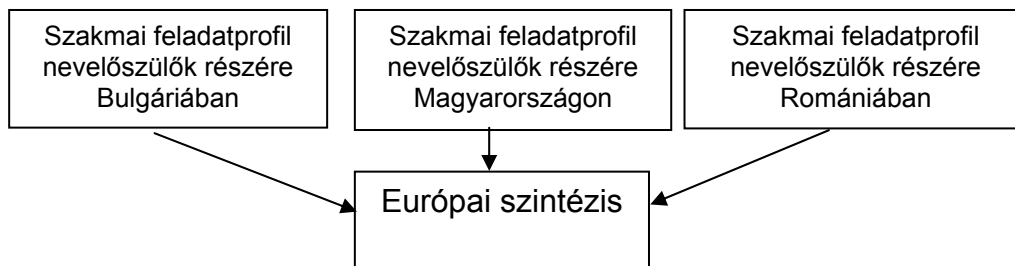 Szakmai feladatprofil
nevelőszülők részére
Bulgáriában
Szakmai feladatprofil
nevelőszülők részére
Magyarországon
Szakmai feladatprofil
nevelőszülők részére
Romániában
Európai szintézis